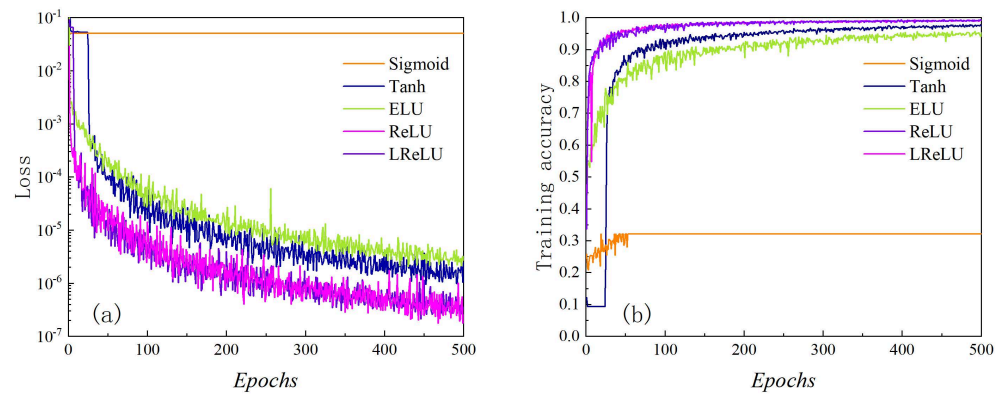 10⁻¹
10⁻²
10⁻³
10⁻⁴
10⁻⁵
10⁻⁶
10⁻⁷
Loss
Sigmoid
Tanh
ELU
ReLU
LReLU
(a)
0 100 200 300 400 500
Epochs
1.0
0.9
0.8
0.7
0.6
0.5
0.4
0.3
0.2
0.1
0.0
Training accuracy
Sigmoid
Tanh
ELU
ReLU
LReLU
(b)
0 100 200 300 400 500
Epochs